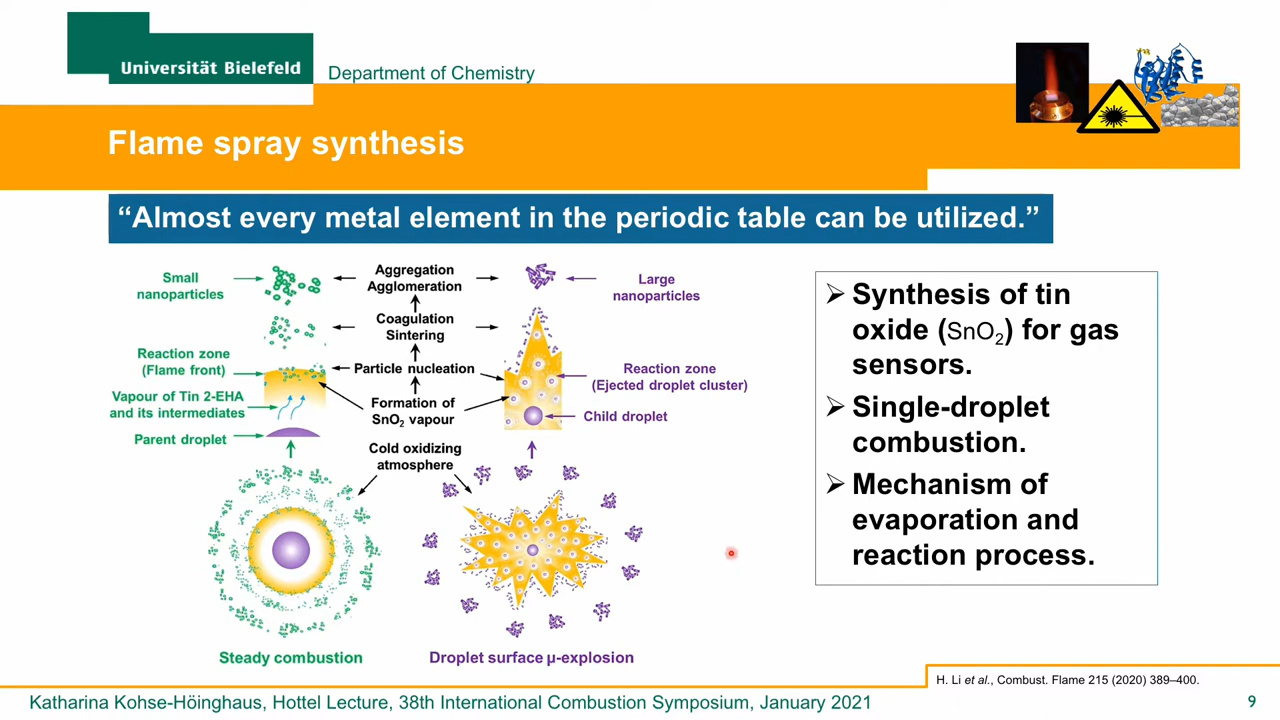 Universität Bielefeld
Department of Chemistry
Flame spray synthesis
“Almost every metal element in the periodic table can be utilized.”
Small
nanoparticles
Aggregation
Agglomeration
Large
nanoparticles
Coagulation
Sintering
Reaction zone
(Flame front)
Particle nucleation
Reaction zone
(Ejected droplet cluster)
Vapour of Tin 2-EHA
and its intermediates
Formation of
SnO₂ vapour
Child droplet
Parent droplet
Cold oxidizing
atmosphere
Steady combustion
Droplet surface µ-explosion
➢ Synthesis of tin
oxide (SnO₂) for gas
sensors.
➢ Single-droplet
combustion.
➢ Mechanism of
evaporation and
reaction process.
H. Li et al., Combust. Flame 215 (2020) 389–400.
Katharina Kohse-Höinghaus, Hottel Lecture, 38th International Combustion Symposium, January 2021
9